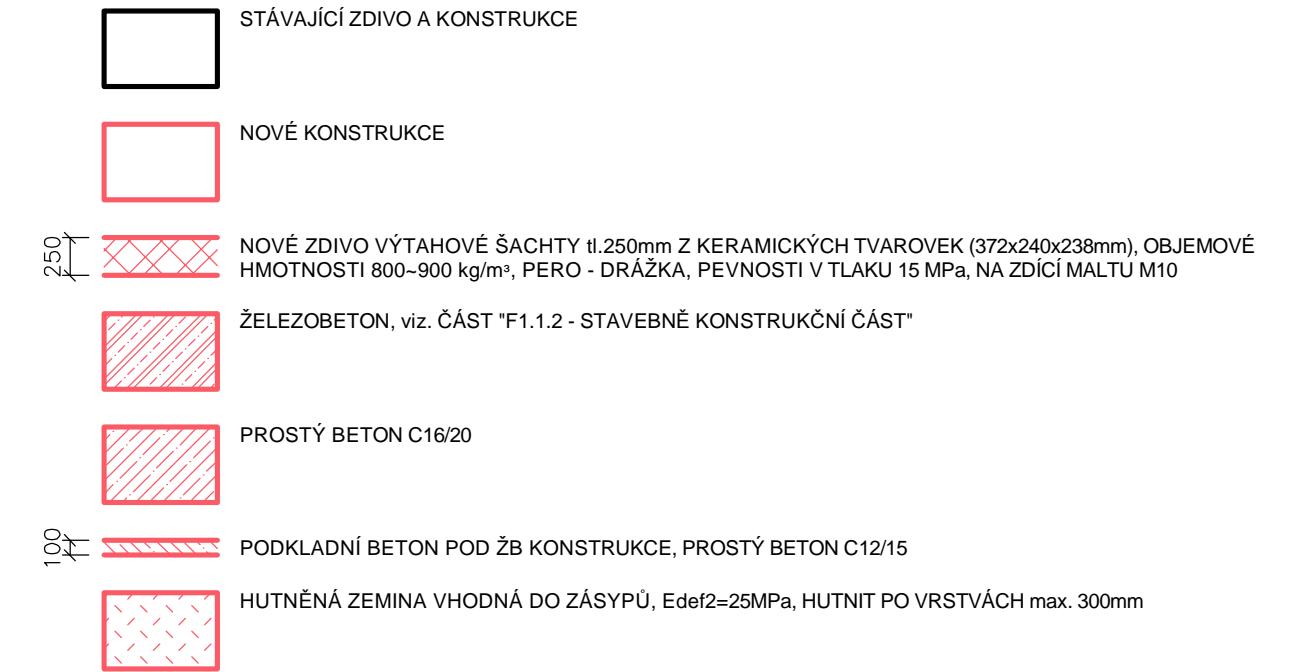 STÁVAJÍCÍ ZDIVO A KONSTRUKCE
NOVÉ KONSTRUKCE
250
NOVÉ ZDIVO VÝTAHOVÉ ŠACHTY tl.250mm Z KERAMICKÝCH TVAROVEK (372x240x238mm), OBJEMOVÉ
HMOTNOSTI 800~900 kg/m³, PERO - DRÁŽKA, PEVNOSTI V TLAKU 15 MPa, NA ZDÍCÍ MALTU M10
ŽELEZOBETON, viz. ČÁST "F1.1.2 - STAVEBNĚ KONSTRUKČNÍ ČÁST"
PROSTÝ BETON C16/20
100
PODKLADNÍ BETON POD ŽB KONSTRUKCE, PROSTÝ BETON C12/15
HUTNĚNÁ ZEMINA VHODNÁ DO ZÁSYPŮ, Edef2=25MPa, HUTNIT PO VRSTVÁCH max. 300mm